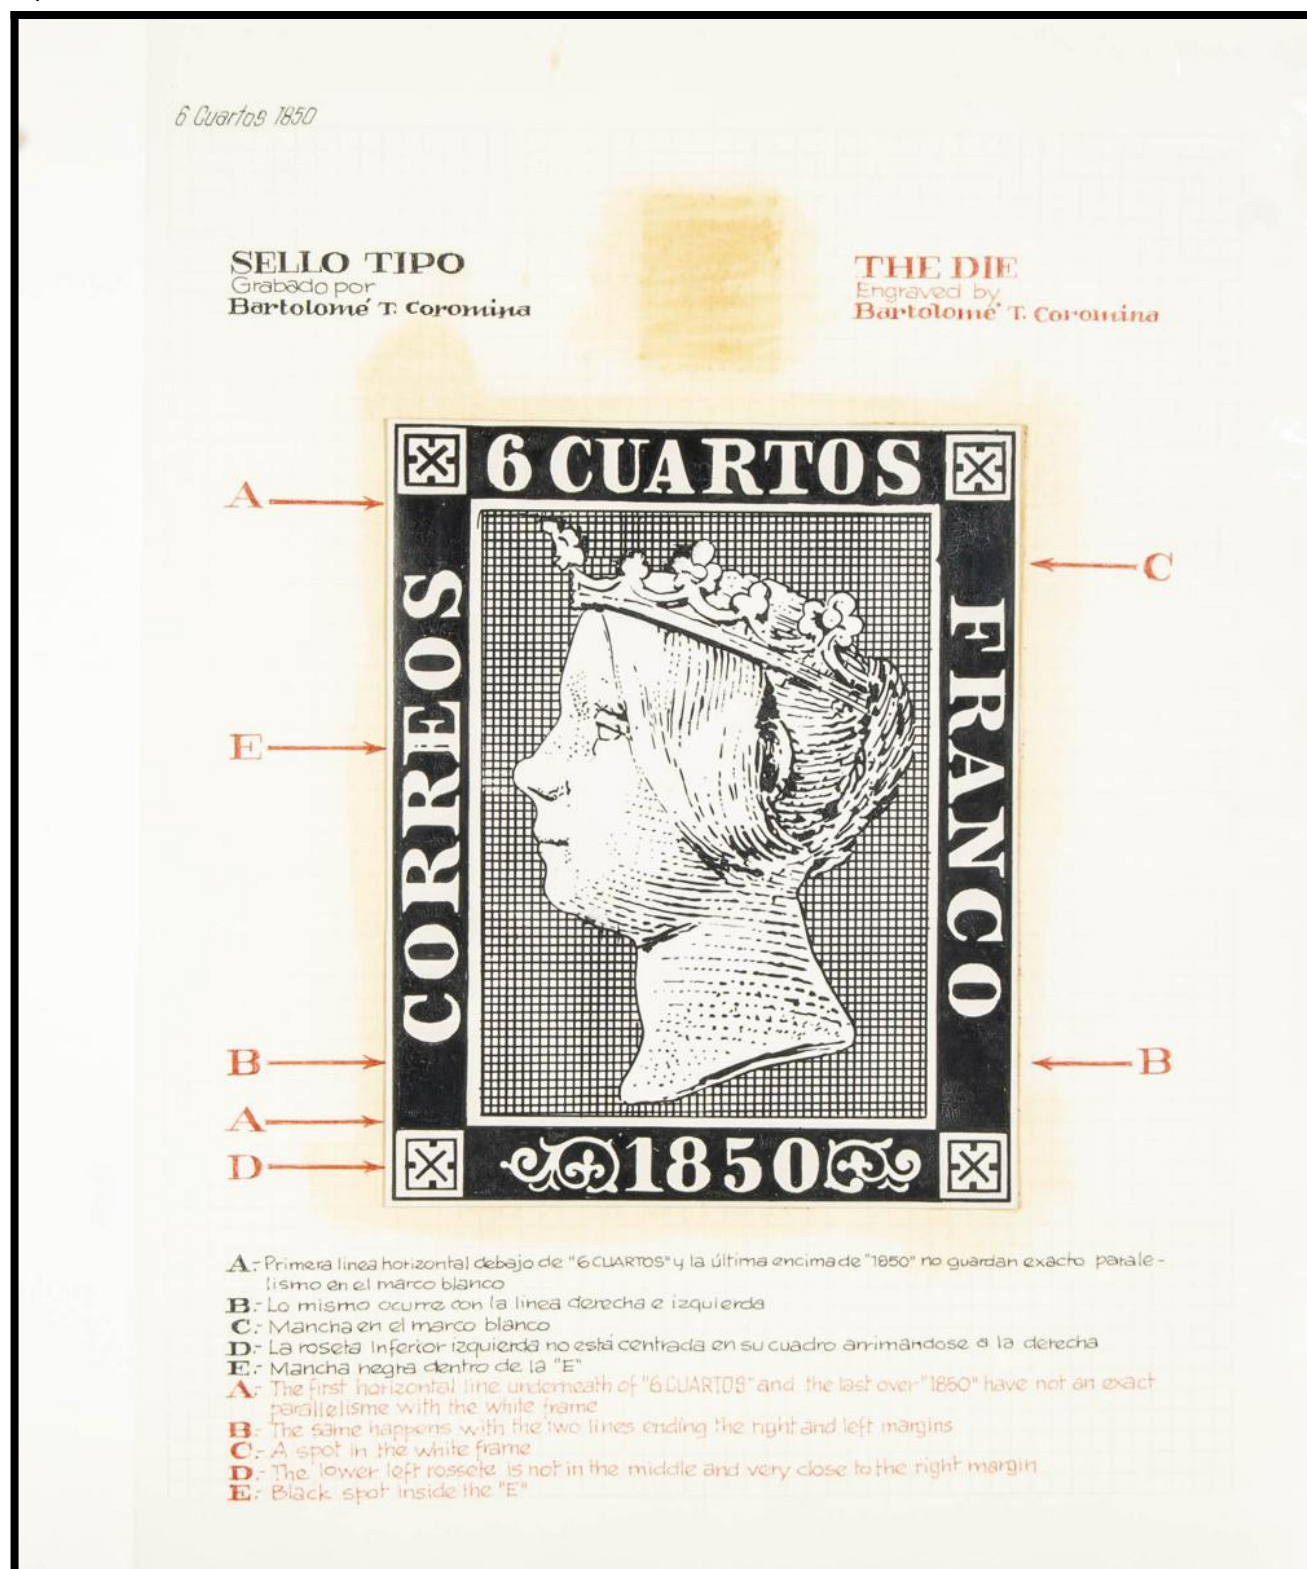 6 Cuartos 1850
SELLO TIPO
Grabado por
Bartolomé T. Coromina
THE DIE
Engraved by
Bartolomé T. Coromina
6 CUARTOS
CORREOS
FRANCO
1850
A
E
B
A
D
C
B
A.- Primera linea horizontal debajo de "6 CUARTOS" y la última encima de "1850" no guardan exacto parale-
lismo en el marco blanco
B.- Lo mismo ocurre con la linea derecha e izquierda
C.- Mancha en el marco blanco
D.- La roseta Inferior izquierda no está centrada en su cuadro arrimándose a la derecha
E.- Mancha negra dentro de la "E"
A.- The first horizontal line underneath of "6 CUARTOS" and the last over "1850" have not an exact
parallelisme with the white frame
B.- The same happens with the two lines ending the right and left margins
C.- A spot in the white frame
D.- The lower left rossete is not in the middle and very close to the right margin
E.- Black spot inside the "E"